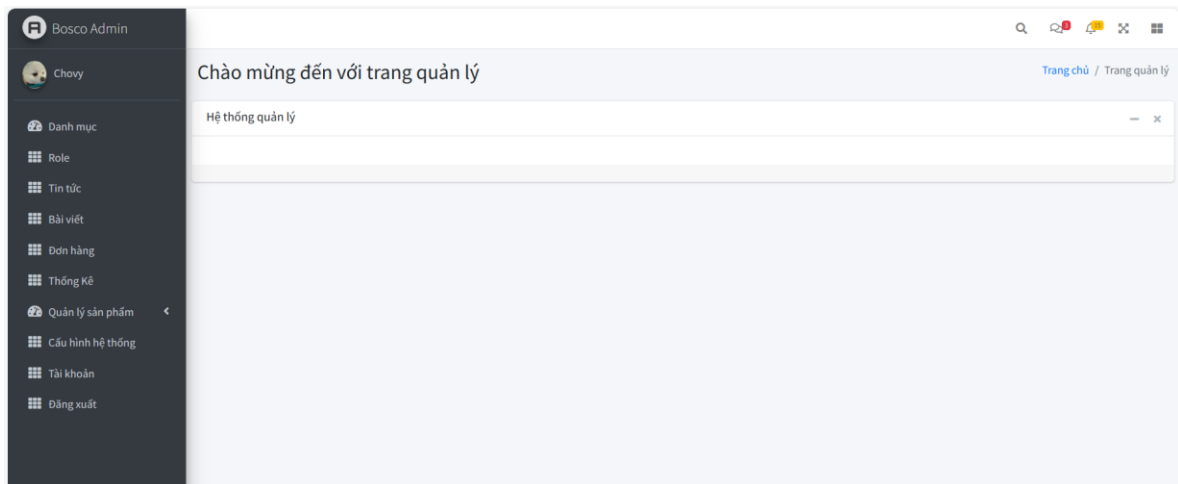 Bosco Admin
Chovy
Danh mục
Role
Tin tức
Bài viết
Đơn hàng
Thống Kê
Quản lý sản phẩm
Cấu hình hệ thống
Tài khoản
Đăng xuất
3
15
Chào mừng đến với trang quản lý
Trang chủ / Trang quản lý
Hệ thống quản lý